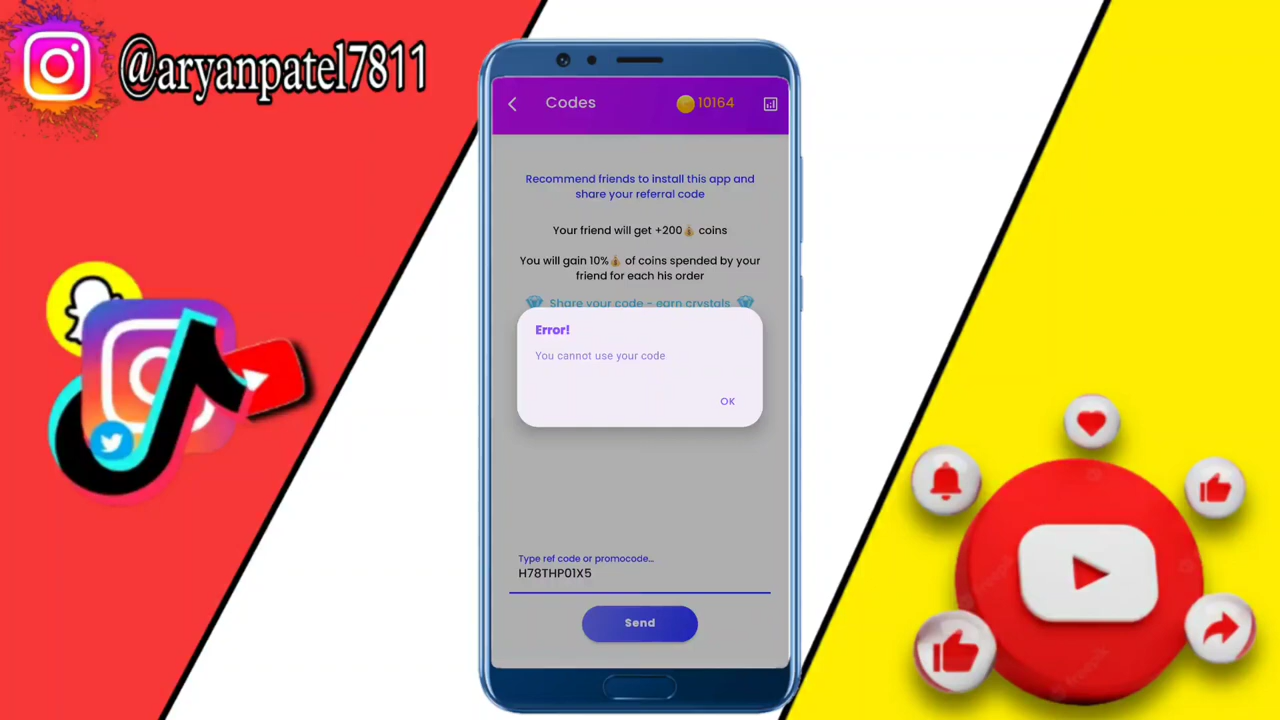 @aryanpatel7811
Codes
10164
Recommend friends to install this app and
share your referral code
Your friend will get +200💰 coins
You will gain 10%💰 of coins spended by your
friend for each his order
💎 Share your code - earn crystals 💎
Error!
You cannot use your code
OK
Type ref code or promocode...
H78THP01X5
Send